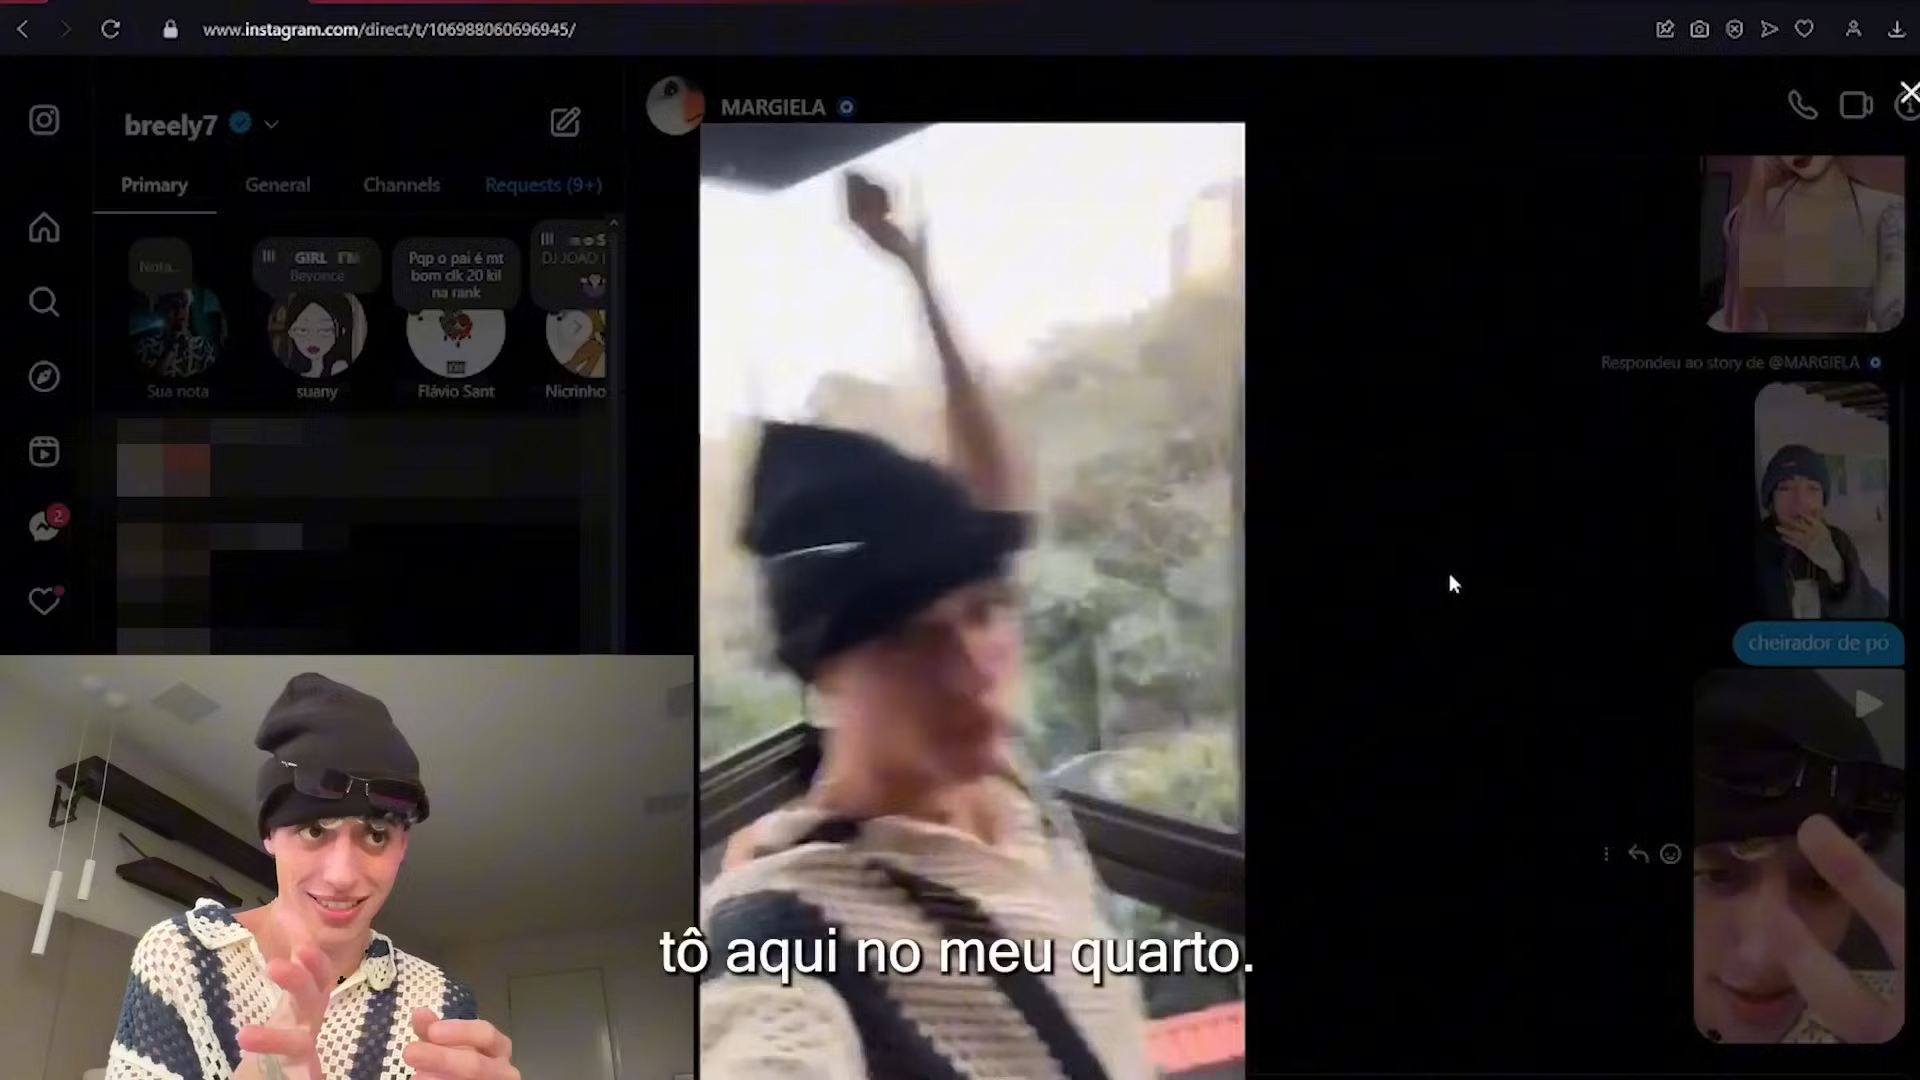 www.instagram.com/direct/t/106988060696945/
breely7
MARGIELA
Primary
General
Channels
Requests (9+)
Nota...
GIRL I'M
Beyoncé
Pqp o pai é mt
bom clk 20 kil
na rank
DJ JOAO
Sua nota
suany
Flávio Sant
Nicrinho
2
Respondeu ao story de @MARGIELA
cheirador de pó
tô aqui no meu quarto.